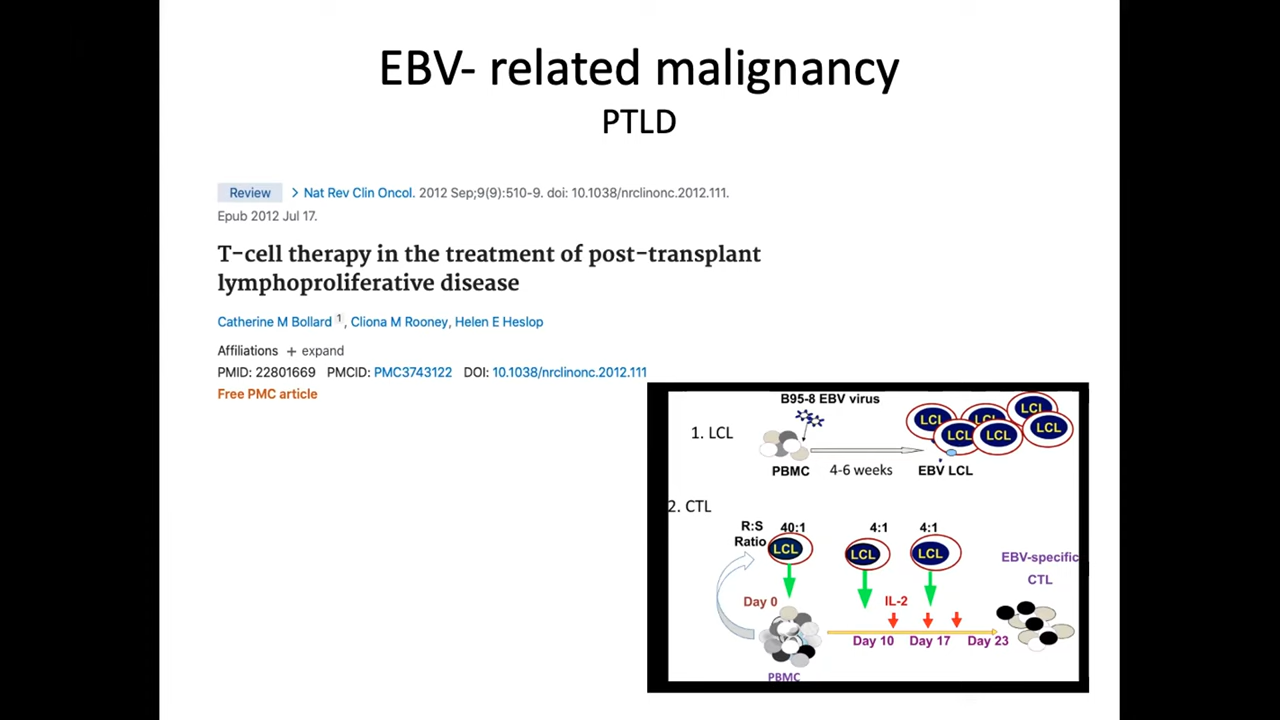 EBV- related malignancy
PTLD
Review > Nat Rev Clin Oncol. 2012 Sep;9(9):510-9. doi: 10.1038/nrclinonc.2012.111.
Epub 2012 Jul 17.
T-cell therapy in the treatment of post-transplant
lymphoproliferative disease
Catherine M Bollard 1, Cliona M Rooney, Helen E Heslop
Affiliations + expand
PMID: 22801669 PMCID: PMC3743122 DOI: 10.1038/nrclinonc.2012.111
Free PMC article
B95-8 EBV virus
1. LCL
LCL LCL LCL
LCL LCL LCL
PBMC 4-6 weeks EBV LCL
2. CTL
R:S 40:1 4:1 4:1
Ratio
LCL LCL LCL
EBV-specific
CTL
Day 0 IL-2
Day 10 Day 17 Day 23
PBMC